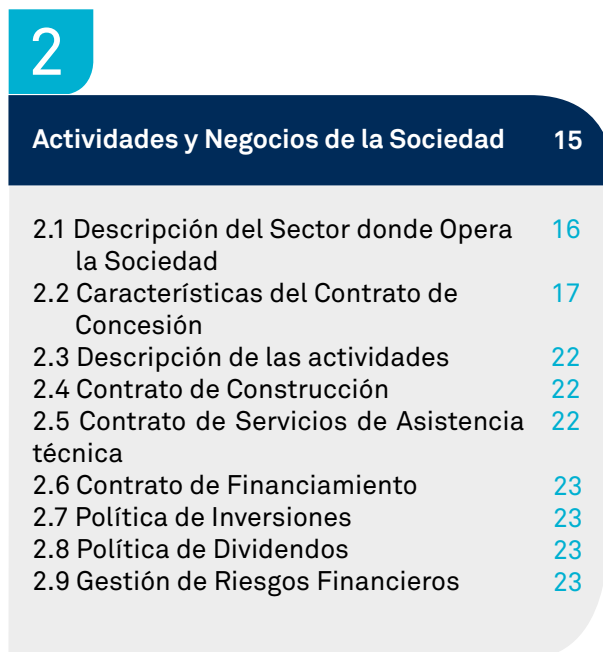 2
Actividades y Negocios de la Sociedad 15
2.1 Descripción del Sector donde Opera 16
la Sociedad
2.2 Características del Contrato de 17
Concesión
2.3 Descripción de las actividades 22
2.4 Contrato de Construcción 22
2.5 Contrato de Servicios de Asistencia 22
técnica
2.6 Contrato de Financiamiento 23
2.7 Política de Inversiones 23
2.8 Política de Dividendos 23
2.9 Gestión de Riesgos Financieros 23